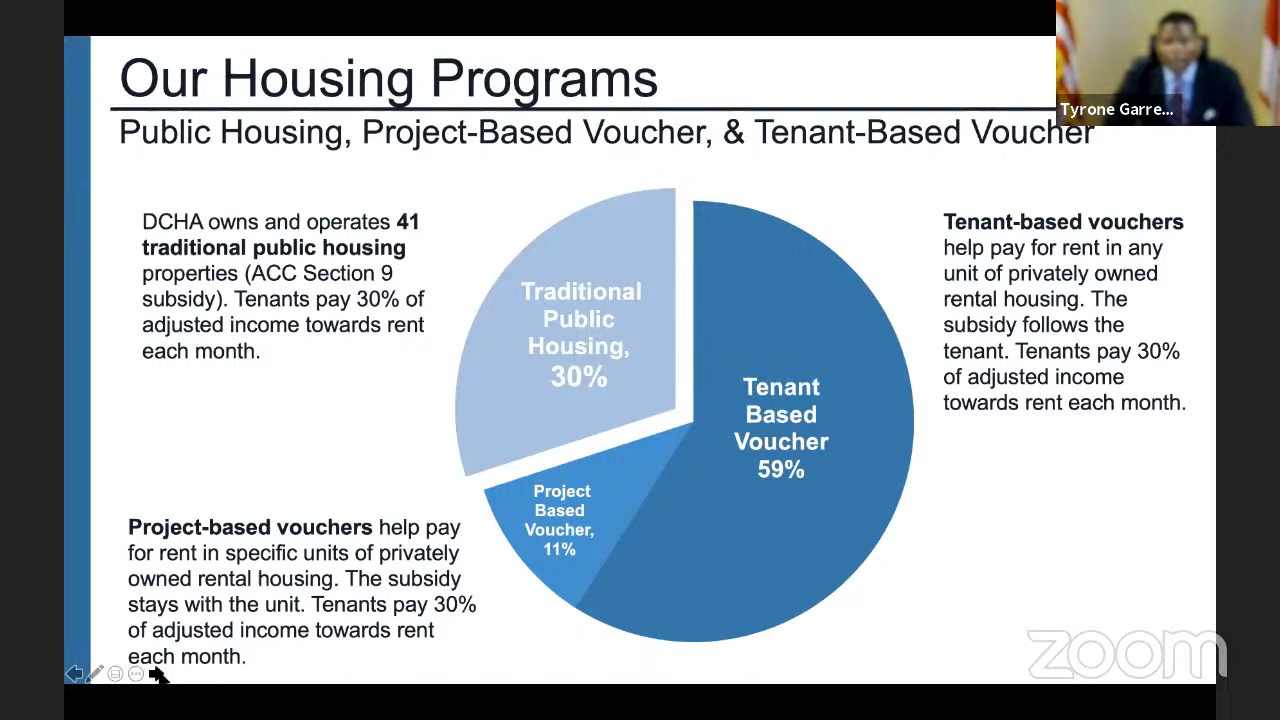 Our Housing Programs
Tyrone Garre...
Public Housing, Project-Based Voucher, & Tenant-Based Voucher
DCHA owns and operates 41
traditional public housing
properties (ACC Section 9
subsidy). Tenants pay 30% of
adjusted income towards rent
each month.
Traditional
Public
Housing,
30%
Tenant
Based
Voucher
59%
Tenant-based vouchers
help pay for rent in any
unit of privately owned
rental housing. The
subsidy follows the
tenant. Tenants pay 30%
of adjusted income
towards rent each month.
Project
Based
Voucher,
11%
Project-based vouchers help pay
for rent in specific units of privately
owned rental housing. The subsidy
stays with the unit. Tenants pay 30%
of adjusted income towards rent
each month.
zoom